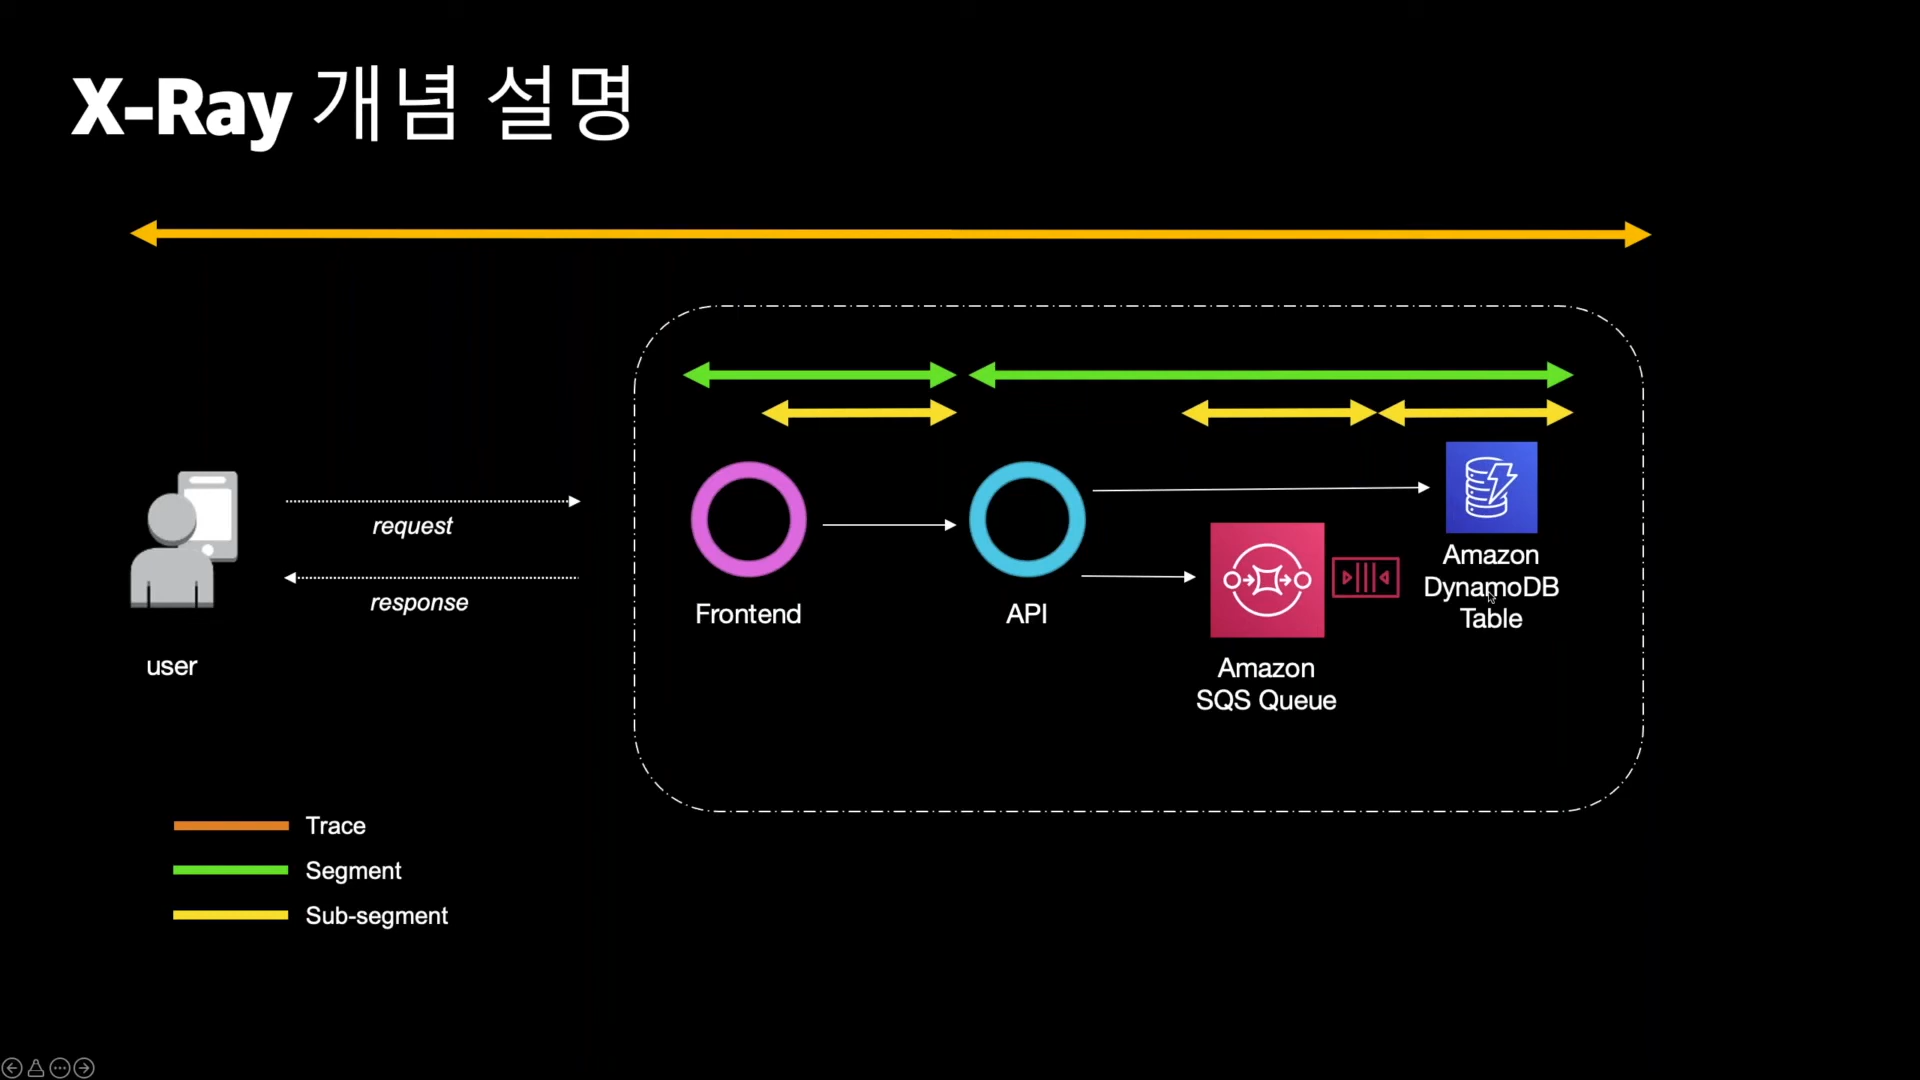 X-Ray 개념 설명
request
response
user
Frontend
API
Amazon
SQS Queue
Amazon
DynamoDB
Table
Trace
Segment
Sub-segment